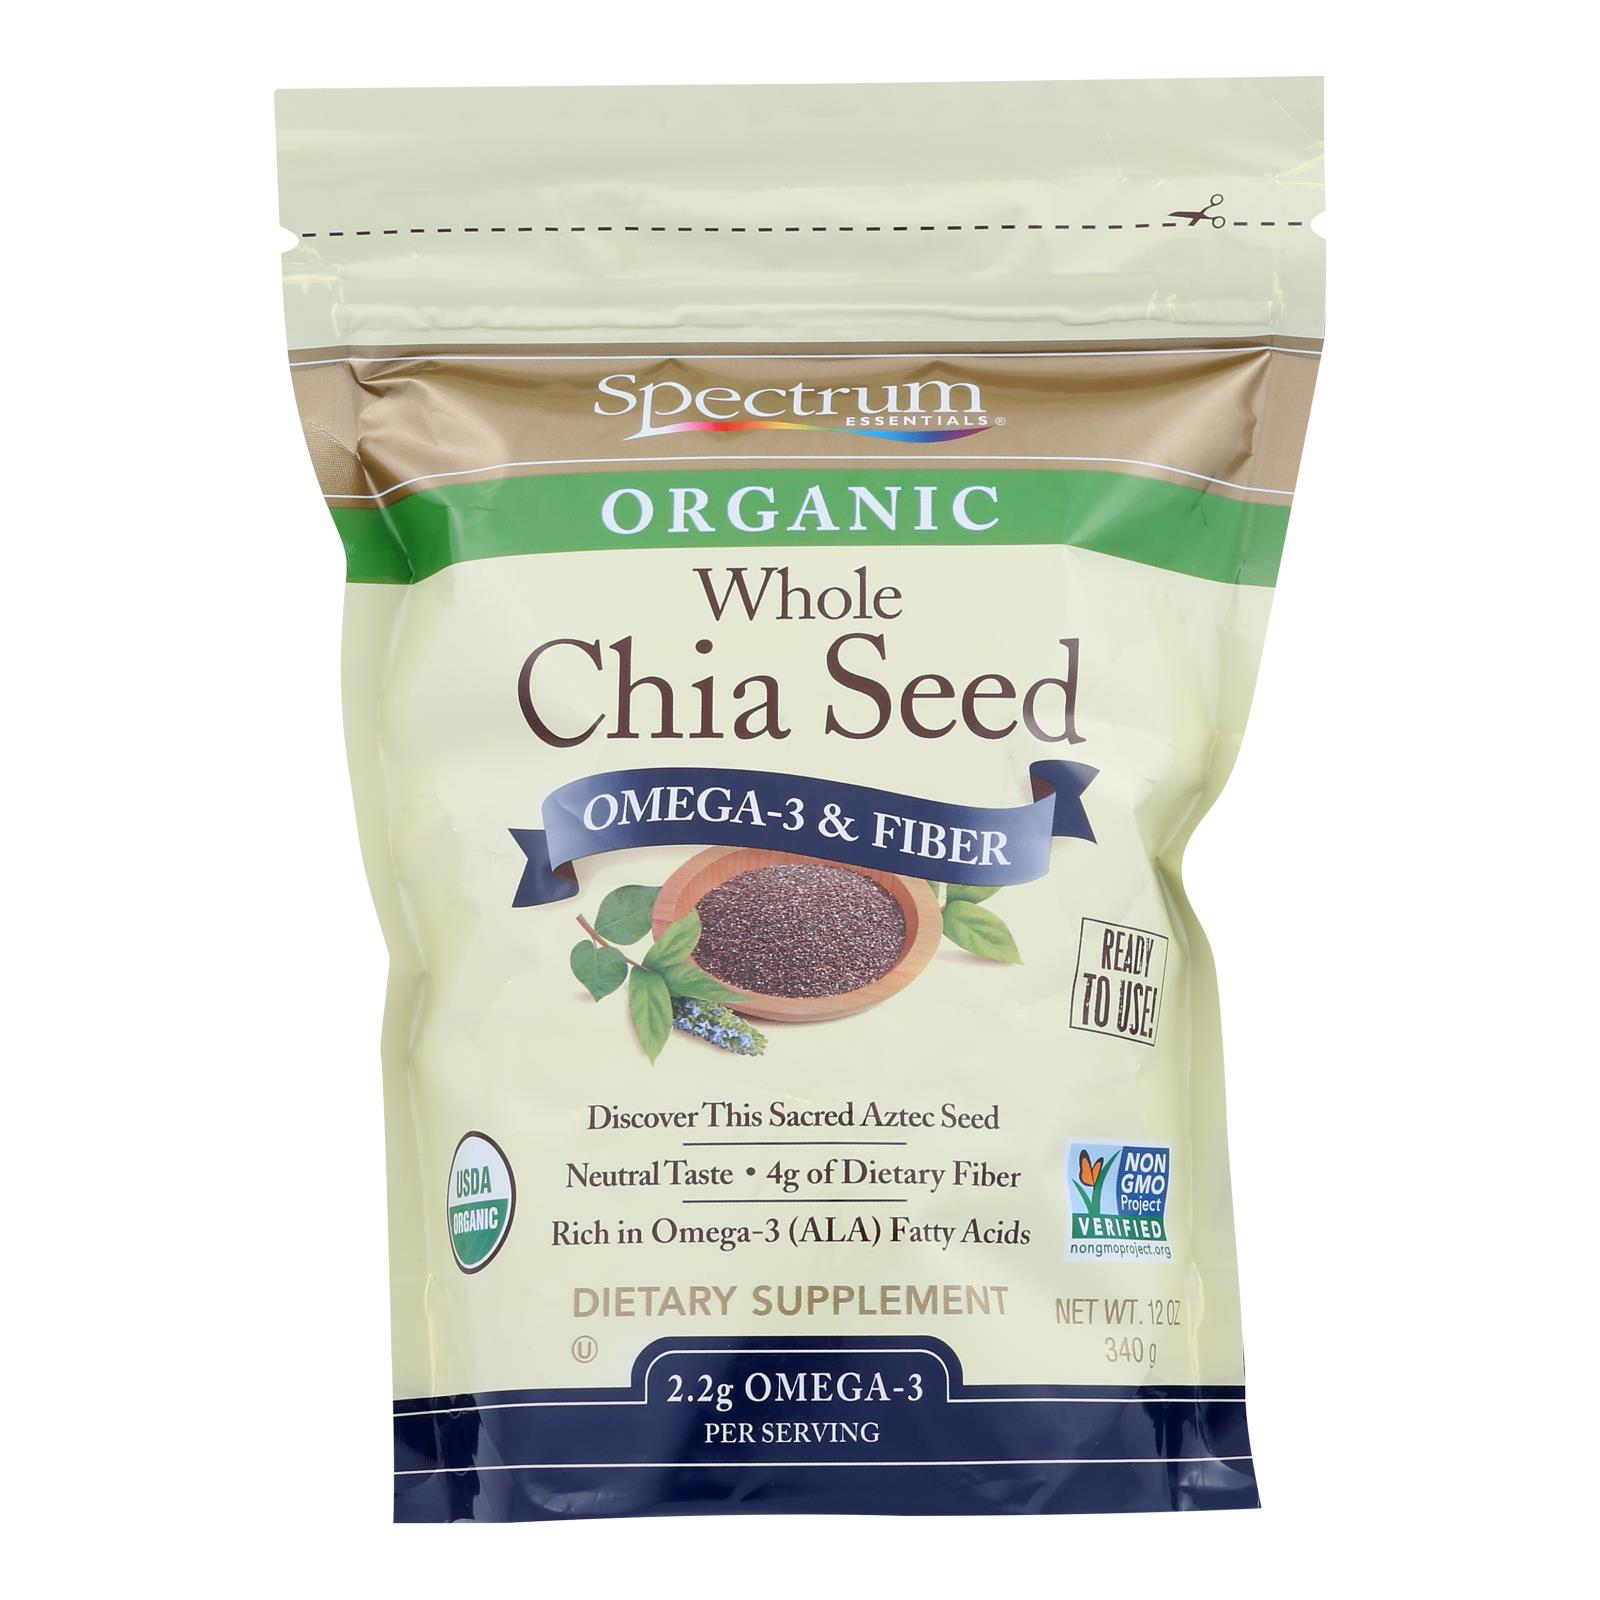 Spectrum
ESSENTIALS®
ORGANIC
Whole
Chia Seed
OMEGA-3 & FIBER
READY
TO USE!
Discover This Sacred Aztec Seed
Neutral Taste • 4g of Dietary Fiber
Rich in Omega-3 (ALA) Fatty Acids
USDA
ORGANIC
NON
GMO
Project
VERIFIED
nongmoproject.org
DIETARY SUPPLEMENT
NET WT. 12 OZ
340 g
U
2.2g OMEGA-3
PER SERVING